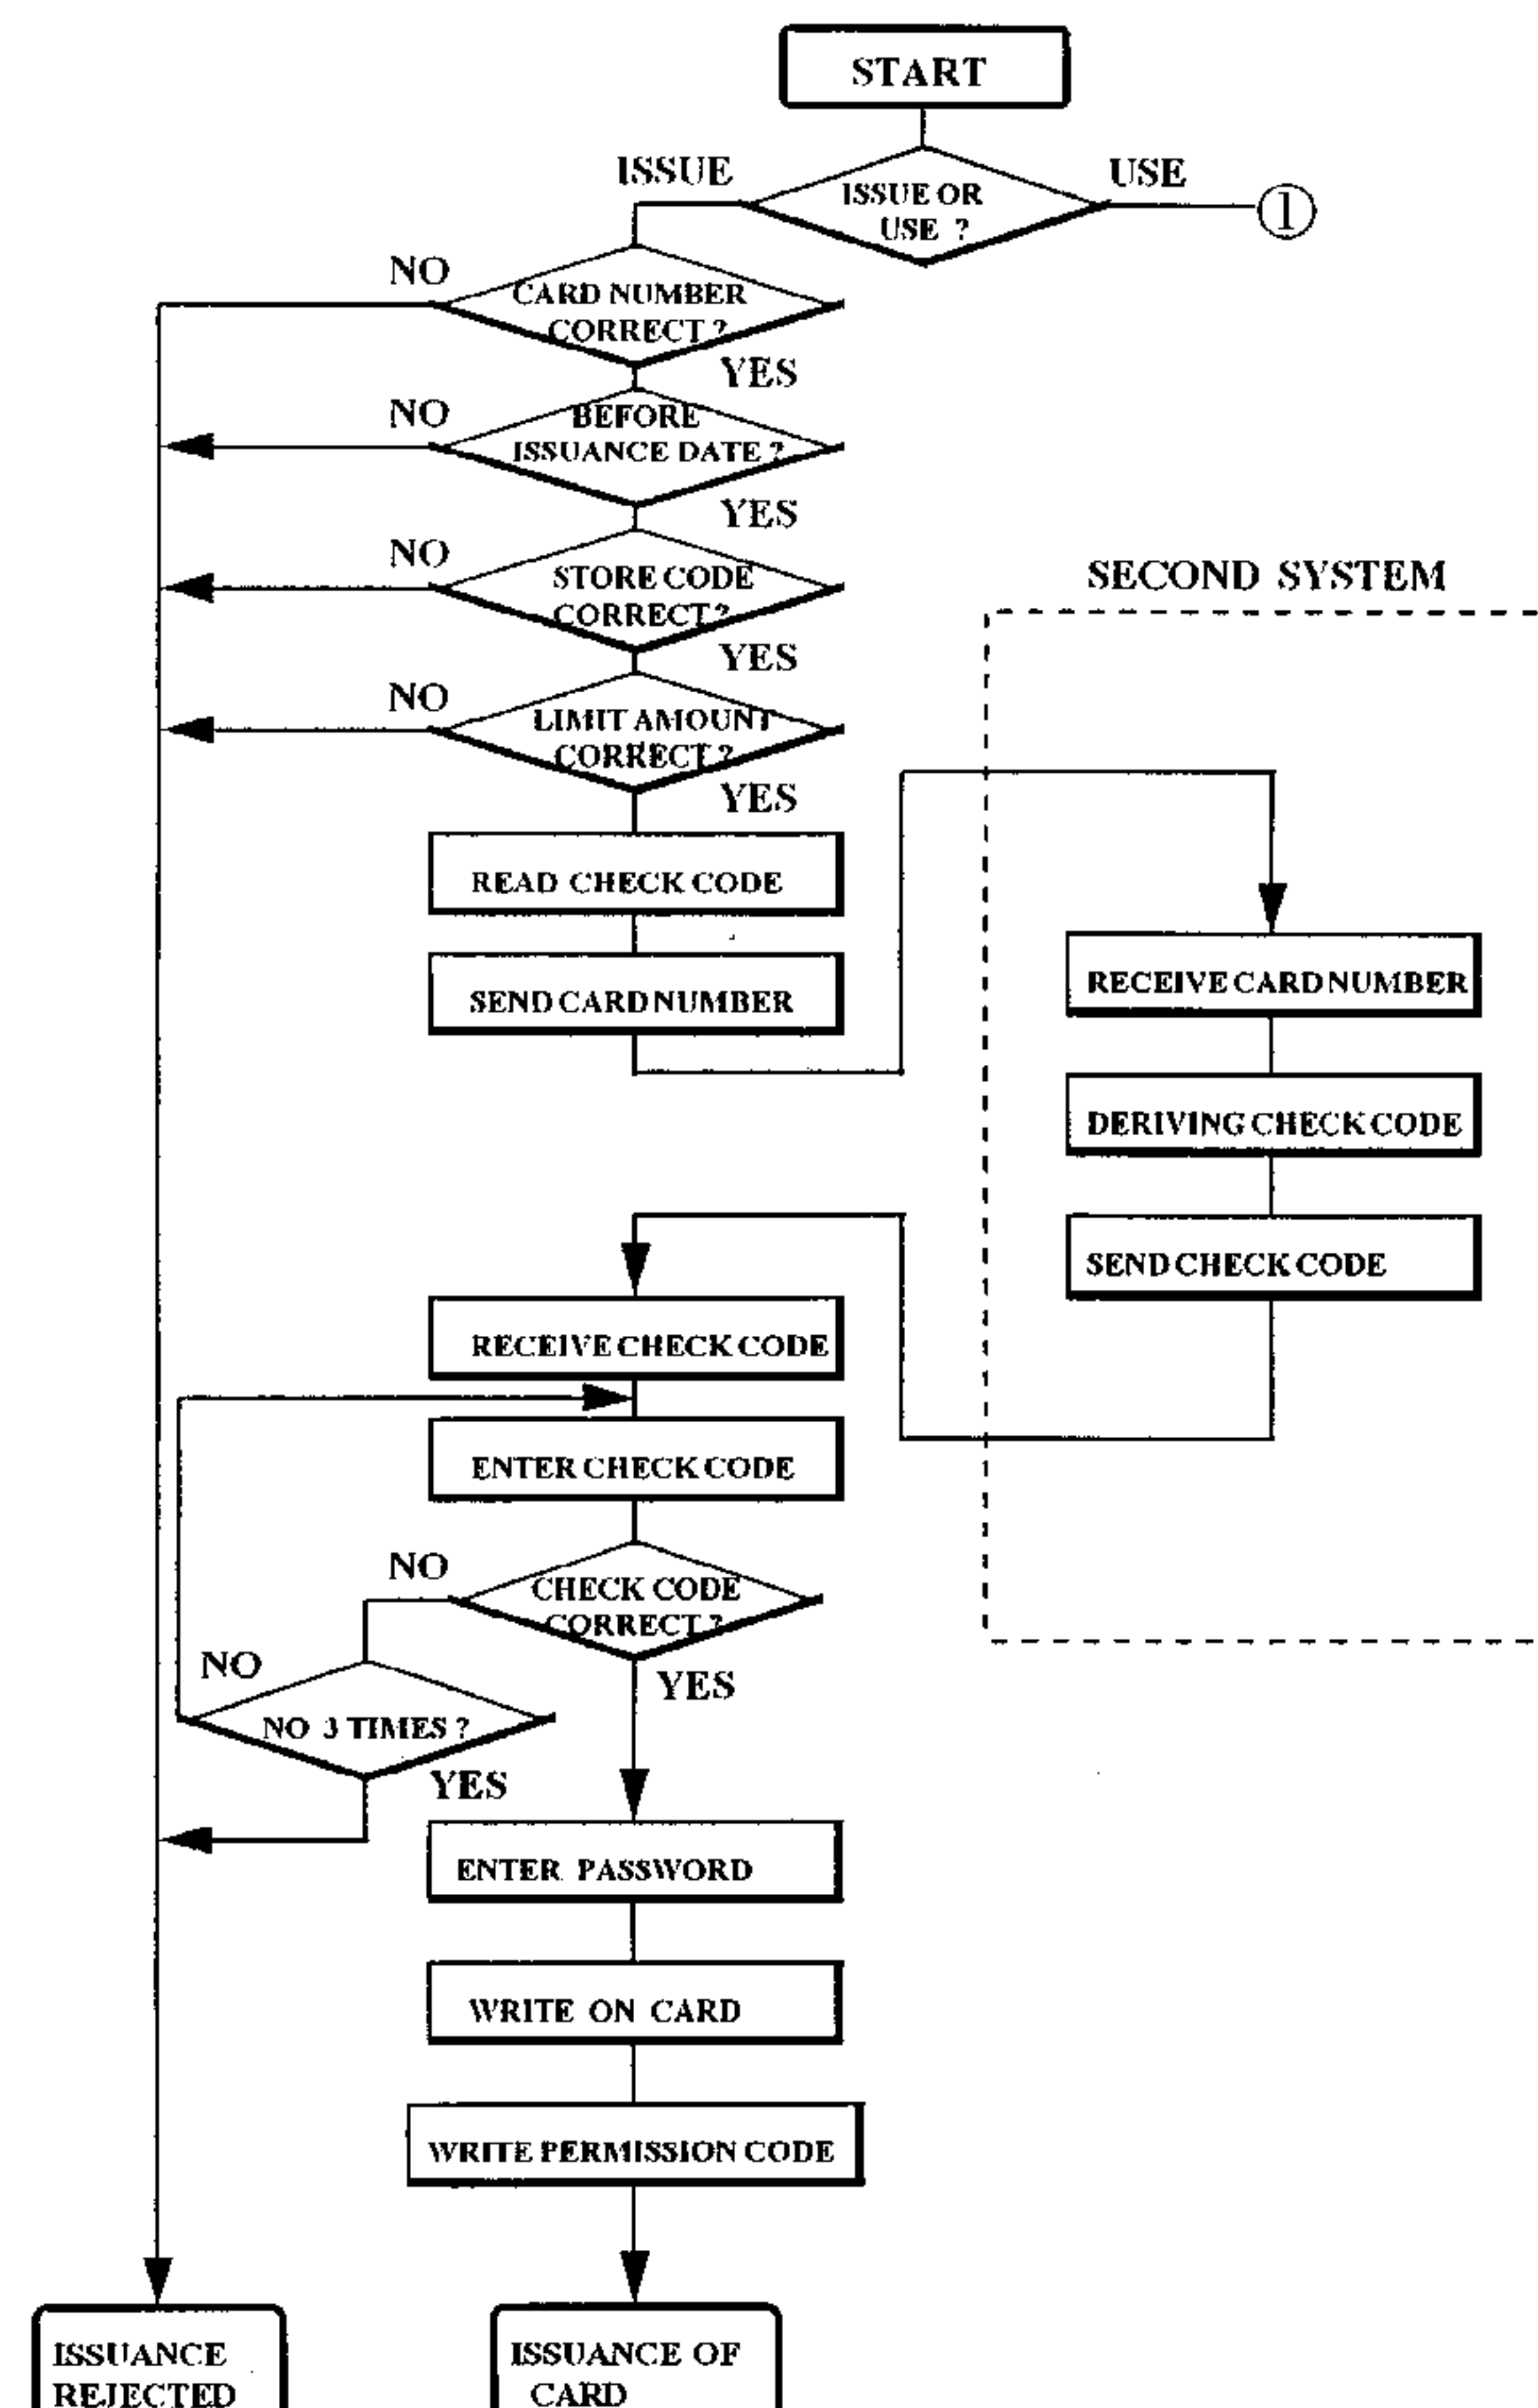 START
ISSUE
ISSUE OR
USE ?
USE
1
NO
CARD NUMBER
CORRECT ?
YES
NO
BEFORE
ISSUANCE DATE ?
YES
NO
STORE CODE
CORRECT ?
YES
SECOND SYSTEM
NO
LIMIT AMOUNT
CORRECT ?
YES
READ CHECK CODE
SEND CARD NUMBER
RECEIVE CARD NUMBER
DERIVING CHECK CODE
SEND CHECK CODE
RECEIVE CHECK CODE
ENTER CHECK CODE
NO
CHECK CODE
CORRECT ?
YES
NO
NO 3 TIMES ?
YES
ENTER PASSWORD
WRITE ON CARD
WRITE PERMISSION CODE
ISSUANCE
REJECTED
ISSUANCE OF
CARD